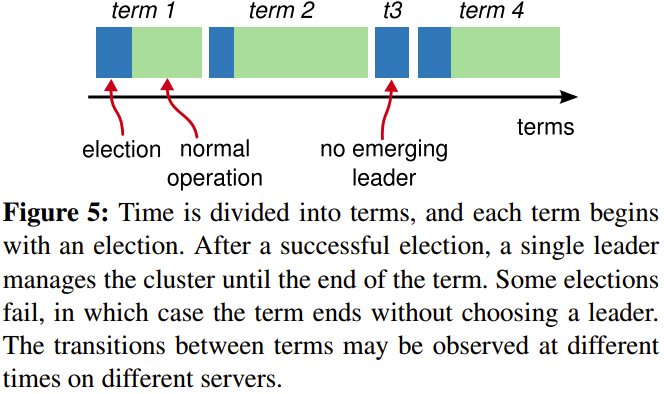 term 1 term 2 t3 term 4
terms
election normal operation no emerging leader
Figure 5: Time is divided into terms, and each term begins
with an election. After a successful election, a single leader
manages the cluster until the end of the term. Some elections
fail, in which case the term ends without choosing a leader.
The transitions between terms may be observed at different
times on different servers.